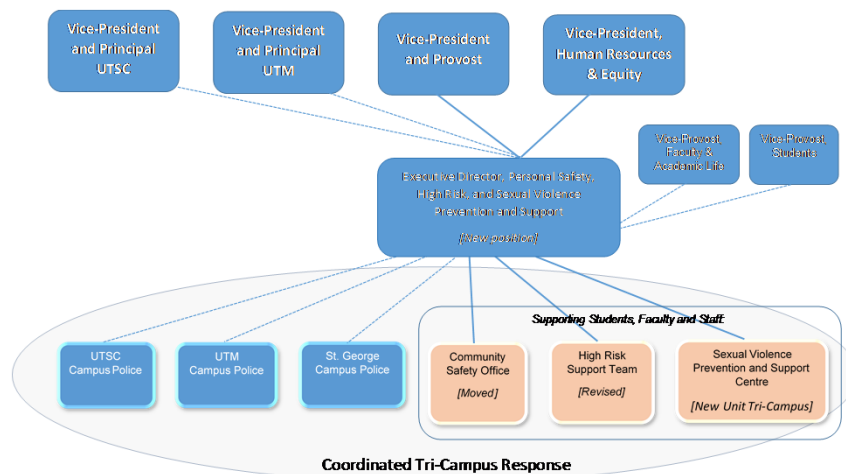 Vice-President
and Principal
UTSC
Vice-President
and Principal
UTM
Vice-President
and Provost
Vice-President,
Human Resources
& Equity
Vice-Provost,
Faculty &
Academic Life
Vice-Provost,
Students
Executive Director, Personal Safety,
High Risk, and Sexual Violence
Prevention and Support
[New position]
Supporting Students, Faculty and Staff:
UTSC
Campus Police
UTM
Campus Police
St. George
Campus Police
Community
Safety Office
[Moved]
High Risk
Support Team
[Revised]
Sexual Violence
Prevention and Support
Centre
[New Unit Tri-Campus]
Coordinated Tri-Campus Response